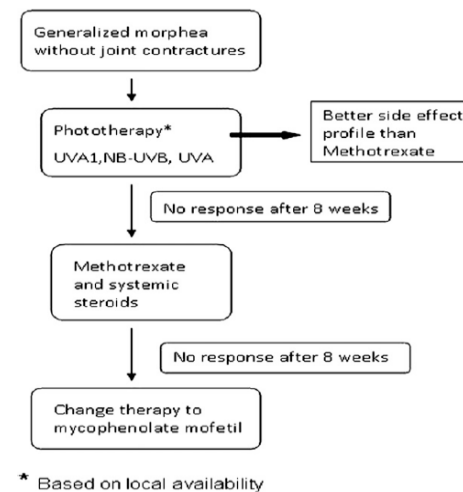 Generalized morphea
without joint contractures
Phototherapy*
UVA1,NB-UVB, UVA
Better side effect
profile than
Methotrexate
No response after 8 weeks
Methotrexate
and systemic
steroids
No response after 8 weeks
Change therapy to
mycophenolate mofetil
* Based on local availability